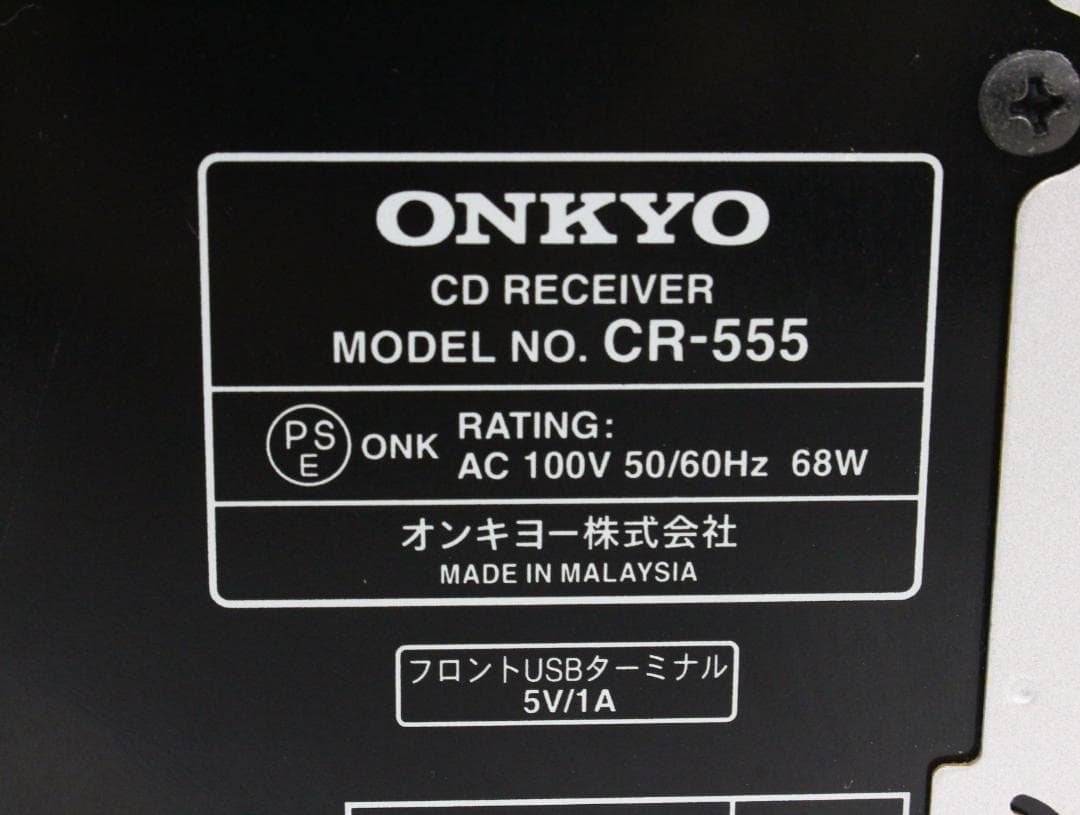 ONKYO
CD RECEIVER
MODEL NO. CR-555
PSE ONK
RATING:
AC 100V 50/60Hz 68W
オンキヨー株式会社
MADE IN MALAYSIA
フロントUSBターミナル
5V/1A